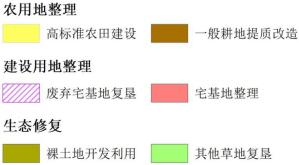 农用地整理
高标准农田建设 一般耕地提质改造
建设用地整理
废弃宅基地复垦 宅基地整理
生态修复
裸土地开发利用 其他草地复垦